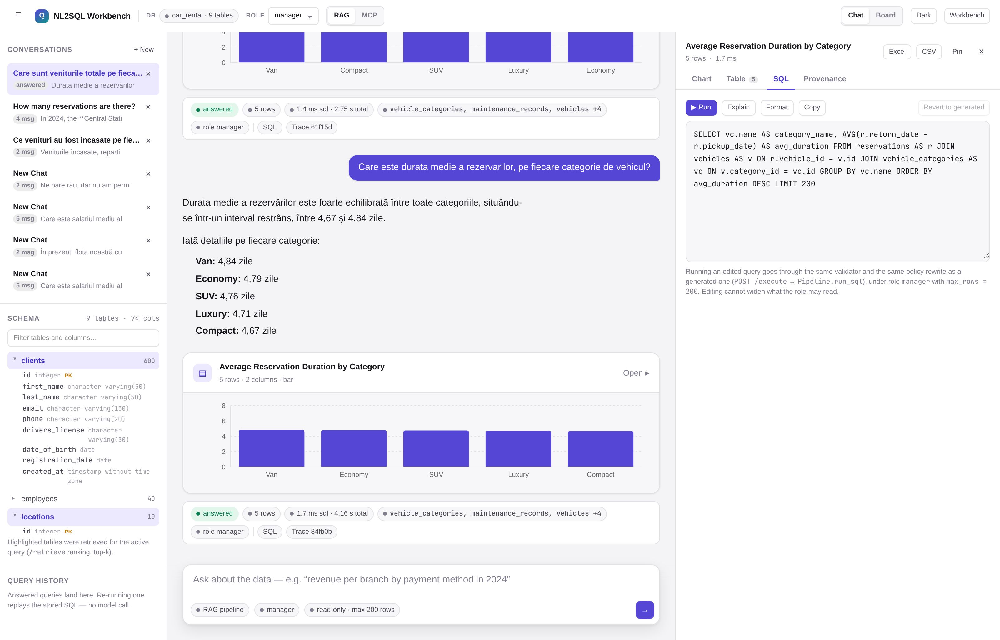 ☰ Q NL2SQL Workbench DB car_rental · 9 tables ROLE manager RAG MCP Chat Board Dark Workbench
CONVERSATIONS + New
Care sunt veniturile totale pe fieca… ×
answered Durata medie a rezervărilor
How many reservations are there? ×
4 msg In 2024, the **Central Stati
Ce venituri au fost încasate pe fie… ×
2 msg Veniturile încasate, reparti
New Chat ×
2 msg Ne pare rău, dar nu am permi
New Chat ×
5 msg Care este salariul mediu al
New Chat ×
2 msg În prezent, flota noastră cu
New Chat ×
5 msg Care este salariul mediu al
SCHEMA 9 tables · 74 cols
Filter tables and columns…
▾ clients 600
id integer PK
first_name character varying(50)
last_name character varying(50)
email character varying(150)
phone character varying(20)
drivers_license character
varying(30)
date_of_birth date
registration_date date
created_at timestamp without time
zone
▸ employees 40
▾ locations 10
id integer PK
Highlighted tables were retrieved for the active
query (/retrieve ranking, top-k).
QUERY HISTORY
Answered queries land here. Re-running one
replays the stored SQL — no model call.
4
2
0
Van Compact SUV Luxury Economy
answered 5 rows 1.4 ms sql · 2.75 s total vehicle_categories, maintenance_records, vehicles +4
role manager SQL Trace 61f15d
Care este durata medie a rezervarilor, pe fiecare categorie de vehicul?
Durata medie a rezervărilor este foarte echilibrată între toate categoriile, situându-
se într-un interval restrâns, între 4,67 și 4,84 zile.
Iată detaliile pe fiecare categorie:
Van: 4,84 zile
Economy: 4,79 zile
SUV: 4,76 zile
Luxury: 4,71 zile
Compact: 4,67 zile
Average Reservation Duration by Category
5 rows · 2 columns · bar
Open ▸
8
6
4
2
0
Van Economy SUV Luxury Compact
answered 5 rows 1.7 ms sql · 4.16 s total vehicle_categories, maintenance_records, vehicles +4
role manager SQL Trace 84fb0b
Ask about the data — e.g. “revenue per branch by payment method in 2024”
RAG pipeline manager read-only · max 200 rows →
Average Reservation Duration by Category
5 rows · 1.7 ms
Excel CSV Pin ×
Chart Table 5 SQL Provenance
▶ Run Explain Format Copy Revert to generated
SELECT vc.name AS category_name, AVG(r.return_date -
r.pickup_date) AS avg_duration FROM reservations AS r JOIN
vehicles AS v ON r.vehicle_id = v.id JOIN vehicle_categories AS
vc ON v.category_id = vc.id GROUP BY vc.name ORDER BY
avg_duration DESC LIMIT 200
Running an edited query goes through the same validator and the same policy rewrite as a
generated one (POST /execute → Pipeline.run_sql), under role manager with max_rows =
200. Editing cannot widen what the role may read.